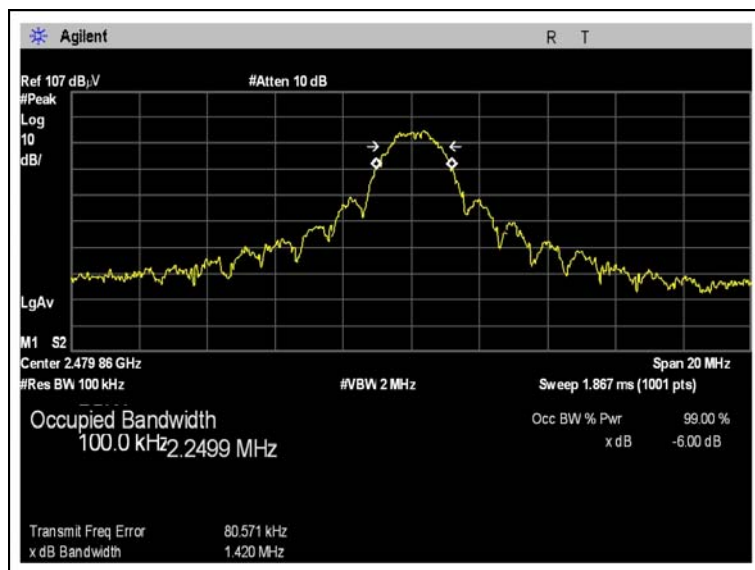 Agilent R T
Ref 107 dBµV #Atten 10 dB
#Peak
Log
10
dB/
LgAv
M1 S2
Center 2.479 86 GHz Span 20 MHz
#Res BW 100 kHz #VBW 2 MHz Sweep 1.867 ms (1001 pts)
Occupied Bandwidth Occ BW % Pwr 99.00 %
100.0 kHz 2.2499 MHz x dB -6.00 dB
Transmit Freq Error 80.571 kHz
x dB Bandwidth 1.420 MHz